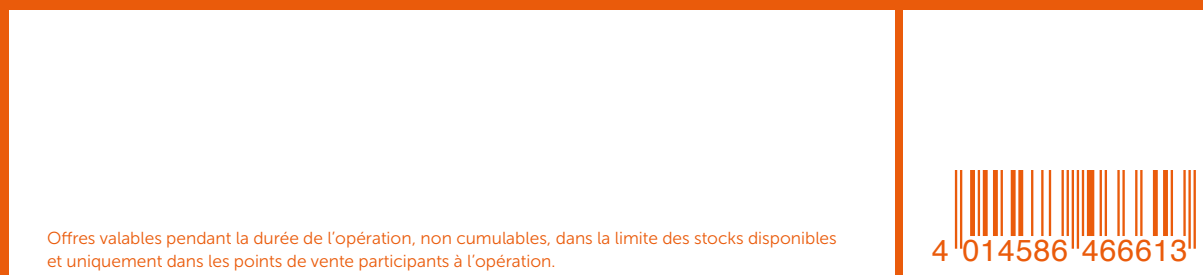 Offres valables pendant la durée de l’opération, non cumulables, dans la limite des stocks disponibles
et uniquement dans les points de vente participants à l’opération.
4 014586 466613